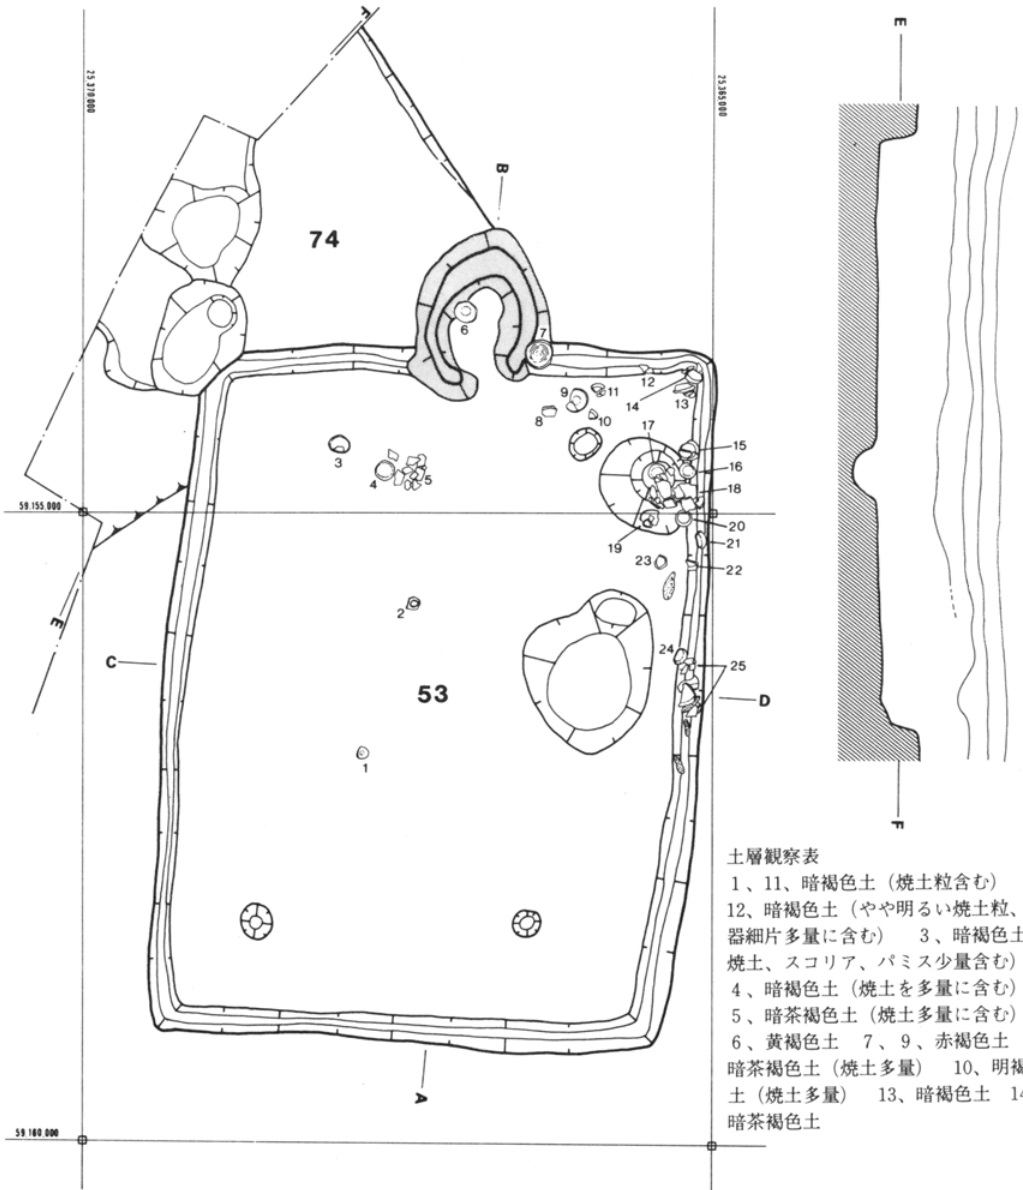 F
E
25.370.000
25.365.000
B
74
6
7
12
11
9
14
13
8
10
17
15
3
16
4
5
18
59.155.000
20
19
21
23
22
2
E
24
C
25
53
D
1
F
A
59.160.000
土層観察表
1、11、暗褐色土（焼土粒含む）
12、暗褐色土（やや明るい焼土粒、
器細片多量に含む） 3、暗褐色土
焼土、スコリア、パミス少量含む）
4、暗褐色土（焼土を多量に含む）
5、暗茶褐色土（焼土多量に含む）
6、黄褐色土 7、9、赤褐色土
暗茶褐色土（焼土多量） 10、明褐
土（焼土多量） 13、暗褐色土 14
暗茶褐色土